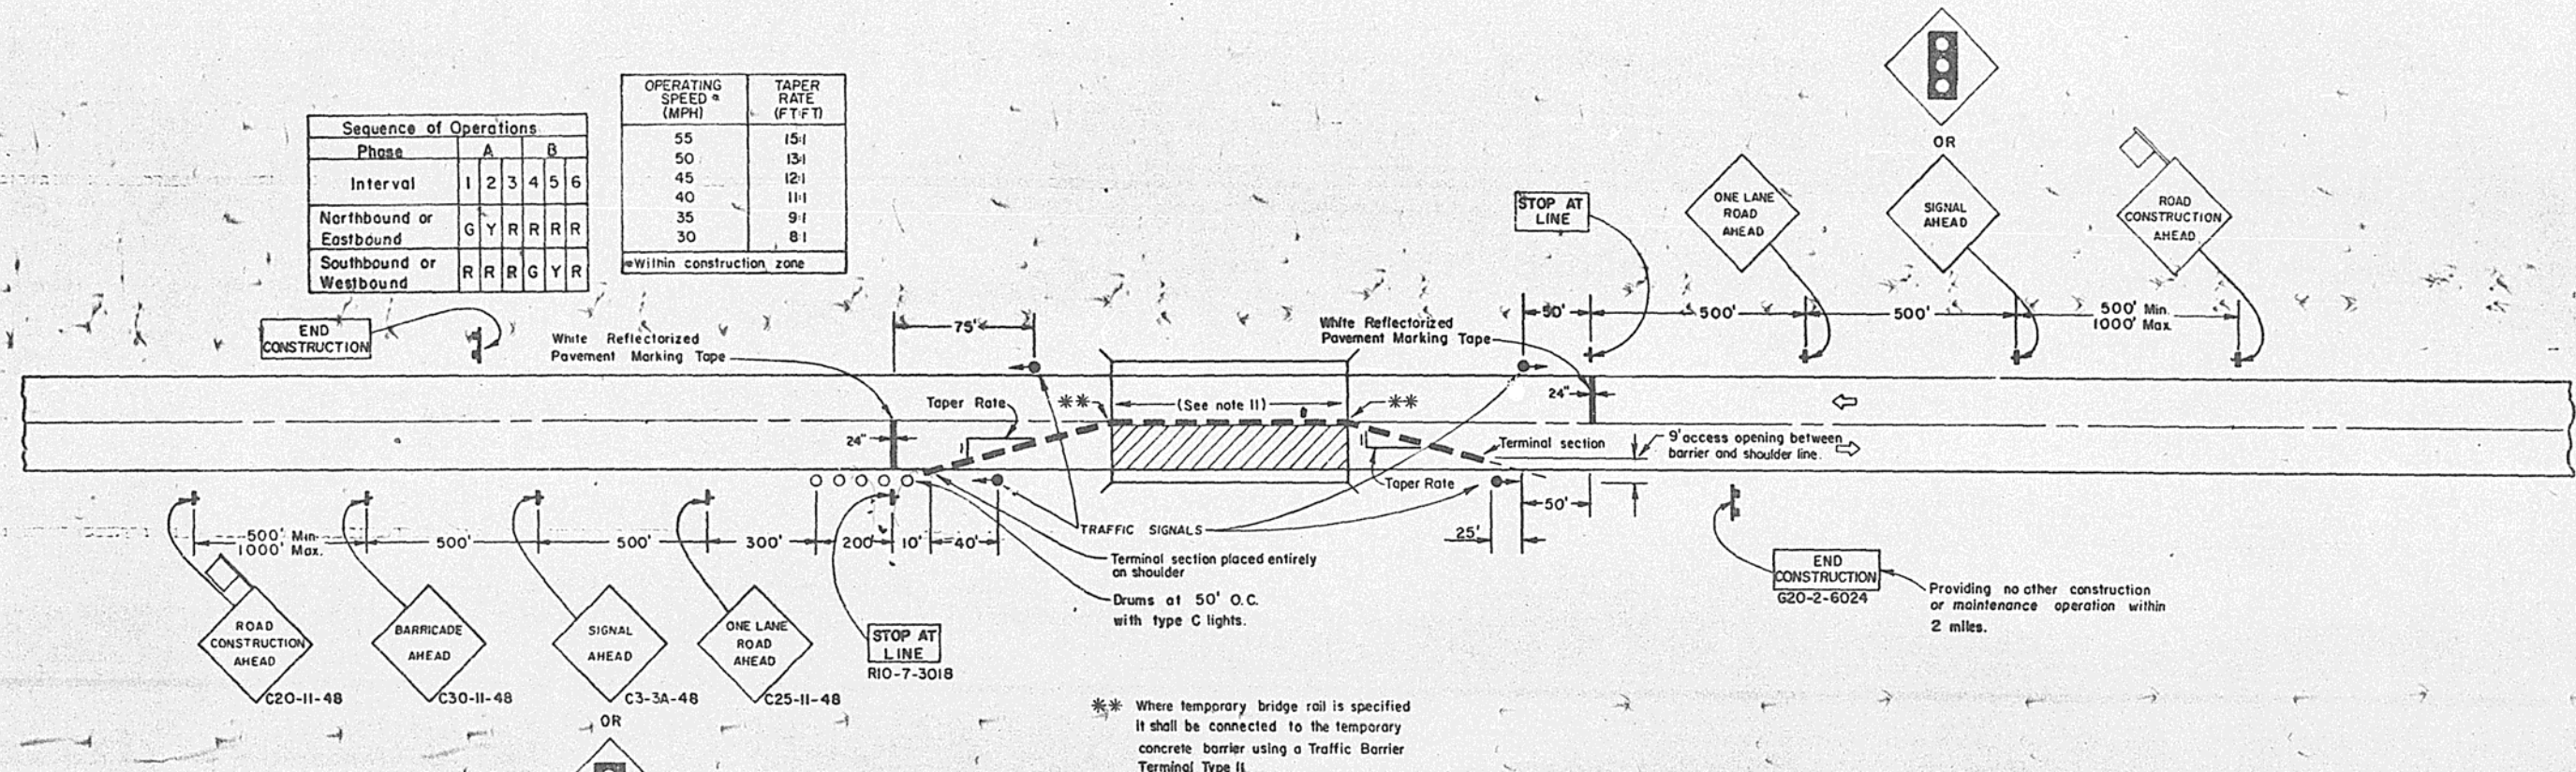 Sequence of Operations
Phase A B
Interval 1 2 3 4 5 6
Northbound or
Eastbound
G Y R R R R
Southbound or
Westbound
R R R G Y R
OPERATING
SPEED
(MPH)
TAPER
RATE
(FT:FT)
55 15:1
50 13:1
45 12:1
40 11:1
35 9:1
30 8:1
Within construction zone
OR
STOP AT
LINE
ONE LANE
ROAD
AHEAD
SIGNAL
AHEAD
ROAD
CONSTRUCTION
AHEAD
END
CONSTRUCTION
White Reflectorized
Pavement Marking Tape
75'
White Reflectorized
Pavement Marking Tape
50'
500'
500'
500' Min.
1000' Max.
Taper Rate
**
(See note 11)
**
24"
24"
1
1
Terminal section
9' access opening between
barrier and shoulder line.
Taper Rate
500' Min.
1000' Max.
500'
500'
300'
200'
10'
40'
TRAFFIC SIGNALS
25'
50'
Terminal section placed entirely
on shoulder
Drums at 50' O.C.
with type C lights.
END
CONSTRUCTION
G20-2-6024
Providing no other construction
or maintenance operation within
2 miles.
ROAD
CONSTRUCTION
AHEAD
C20-11-48
BARRICADE
AHEAD
C30-11-48
SIGNAL
AHEAD
C3-3A-48
OR
ONE LANE
ROAD
AHEAD
C25-11-48
STOP AT
LINE
R10-7-3018
** Where temporary bridge rail is specified
it shall be connected to the temporary
concrete barrier using a Traffic Barrier
Terminal Type